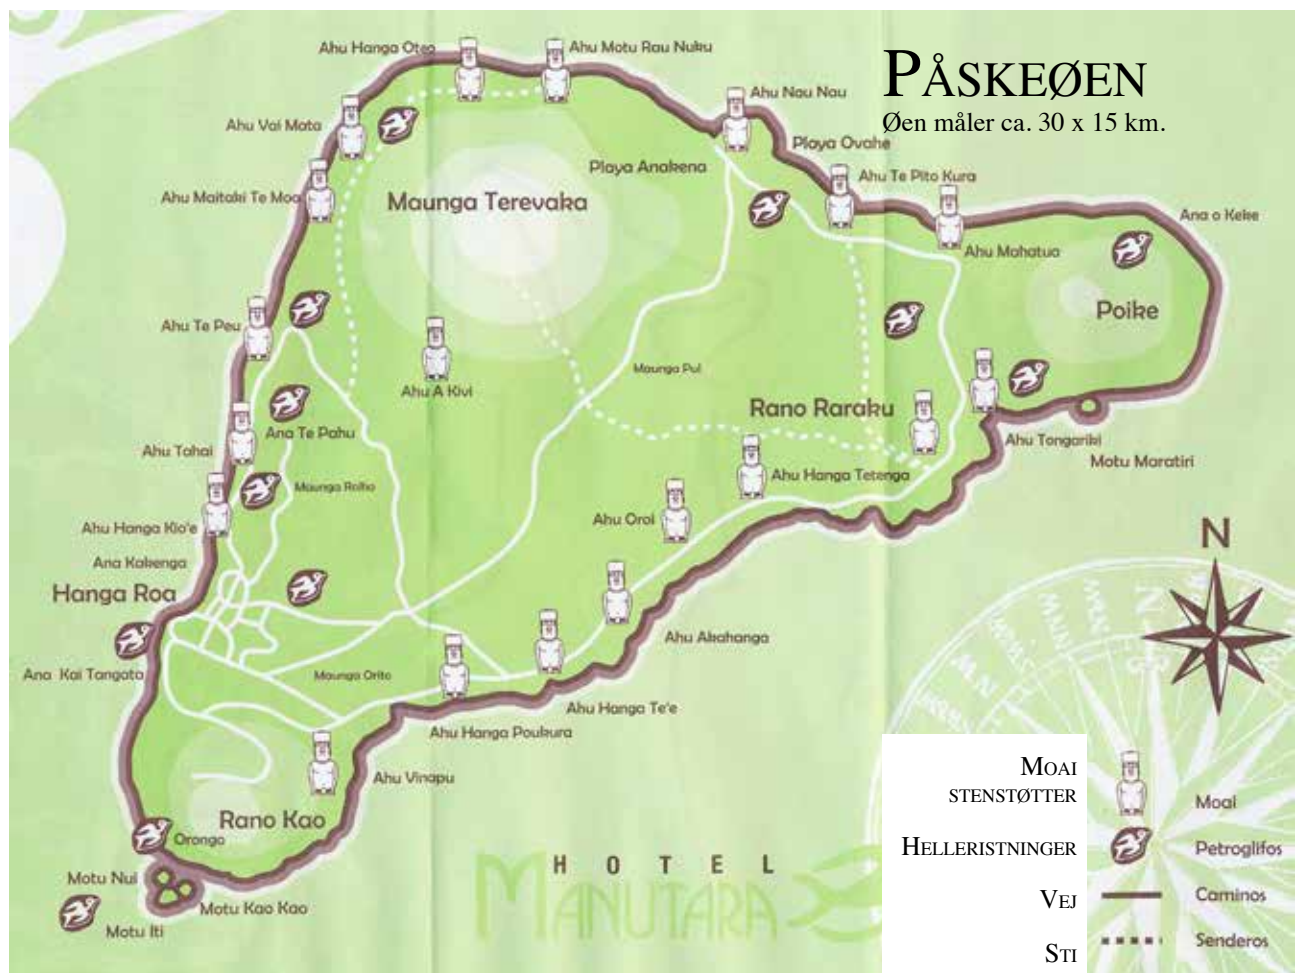 PÅSKEØEN
Øen måler ca. 30 x 15 km.
Ahu Hanga Oteo
Ahu Motu Rau Nuku
Ahu Nau Nau
Ahu Vai Mata
Playa Ovahe
Playa Anakena
Ahu Te Pito Kura
Ahu Maitaki Te Moa
Maunga Terevaka
Ana o Keke
Ahu Mahatua
Poike
Ahu Te Peu
Maunga Pul
Ahu A Kivi
Rano Raraku
Ana Te Pahu
Ahu Tahai
Ahu Tongariki
Motu Maratiri
Ahu Hanga Tetenga
Maunga Roiho
Ahu Oroi
Ahu Hanga Kio'e
N
Ana Kakenga
Hanga Roa
Ahu Akahanga
Ana Kai Tangata
Maunga Orito
Ahu Hanga Te'e
Ahu Hanga Poukura
Ahu Vinapu
Rano Kao
Orongo
Motu Nui
Motu Kao Kao
Motu Iti
HOTEL
MANUTARA
MOAI
STENSTØTTER
Moai
HELLERISTNINGER
Petroglifos
VEJ
Caminos
STI
Senderos